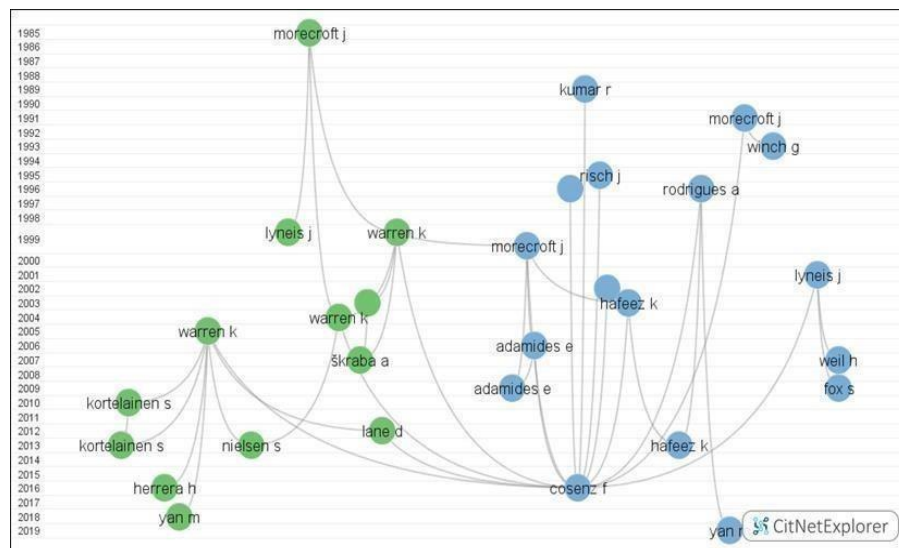 1985
morecroft j
1986
1987
1988
1989
kumar r
1990
1991
morecroft j
1992
1993
winch g
1994
1995
risch j
1996
rodrigues a
1997
1998
lyneis j
warren k
1999
morecroft j
2000
2001
lyneis j
2002
2003
hafeez k
2004
warren k
2005
warren k
2006
adamides e
2007
škraba a
weil h
2008
2009
adamides e
fox s
2010
kortelainen s
2011
2012
lane d
2013
kortelainen s
nielsen s
hafeez k
2014
2015
2016
herrera h
cosenz f
2017
2018
yan m
2019
yan
CitNetExplorer